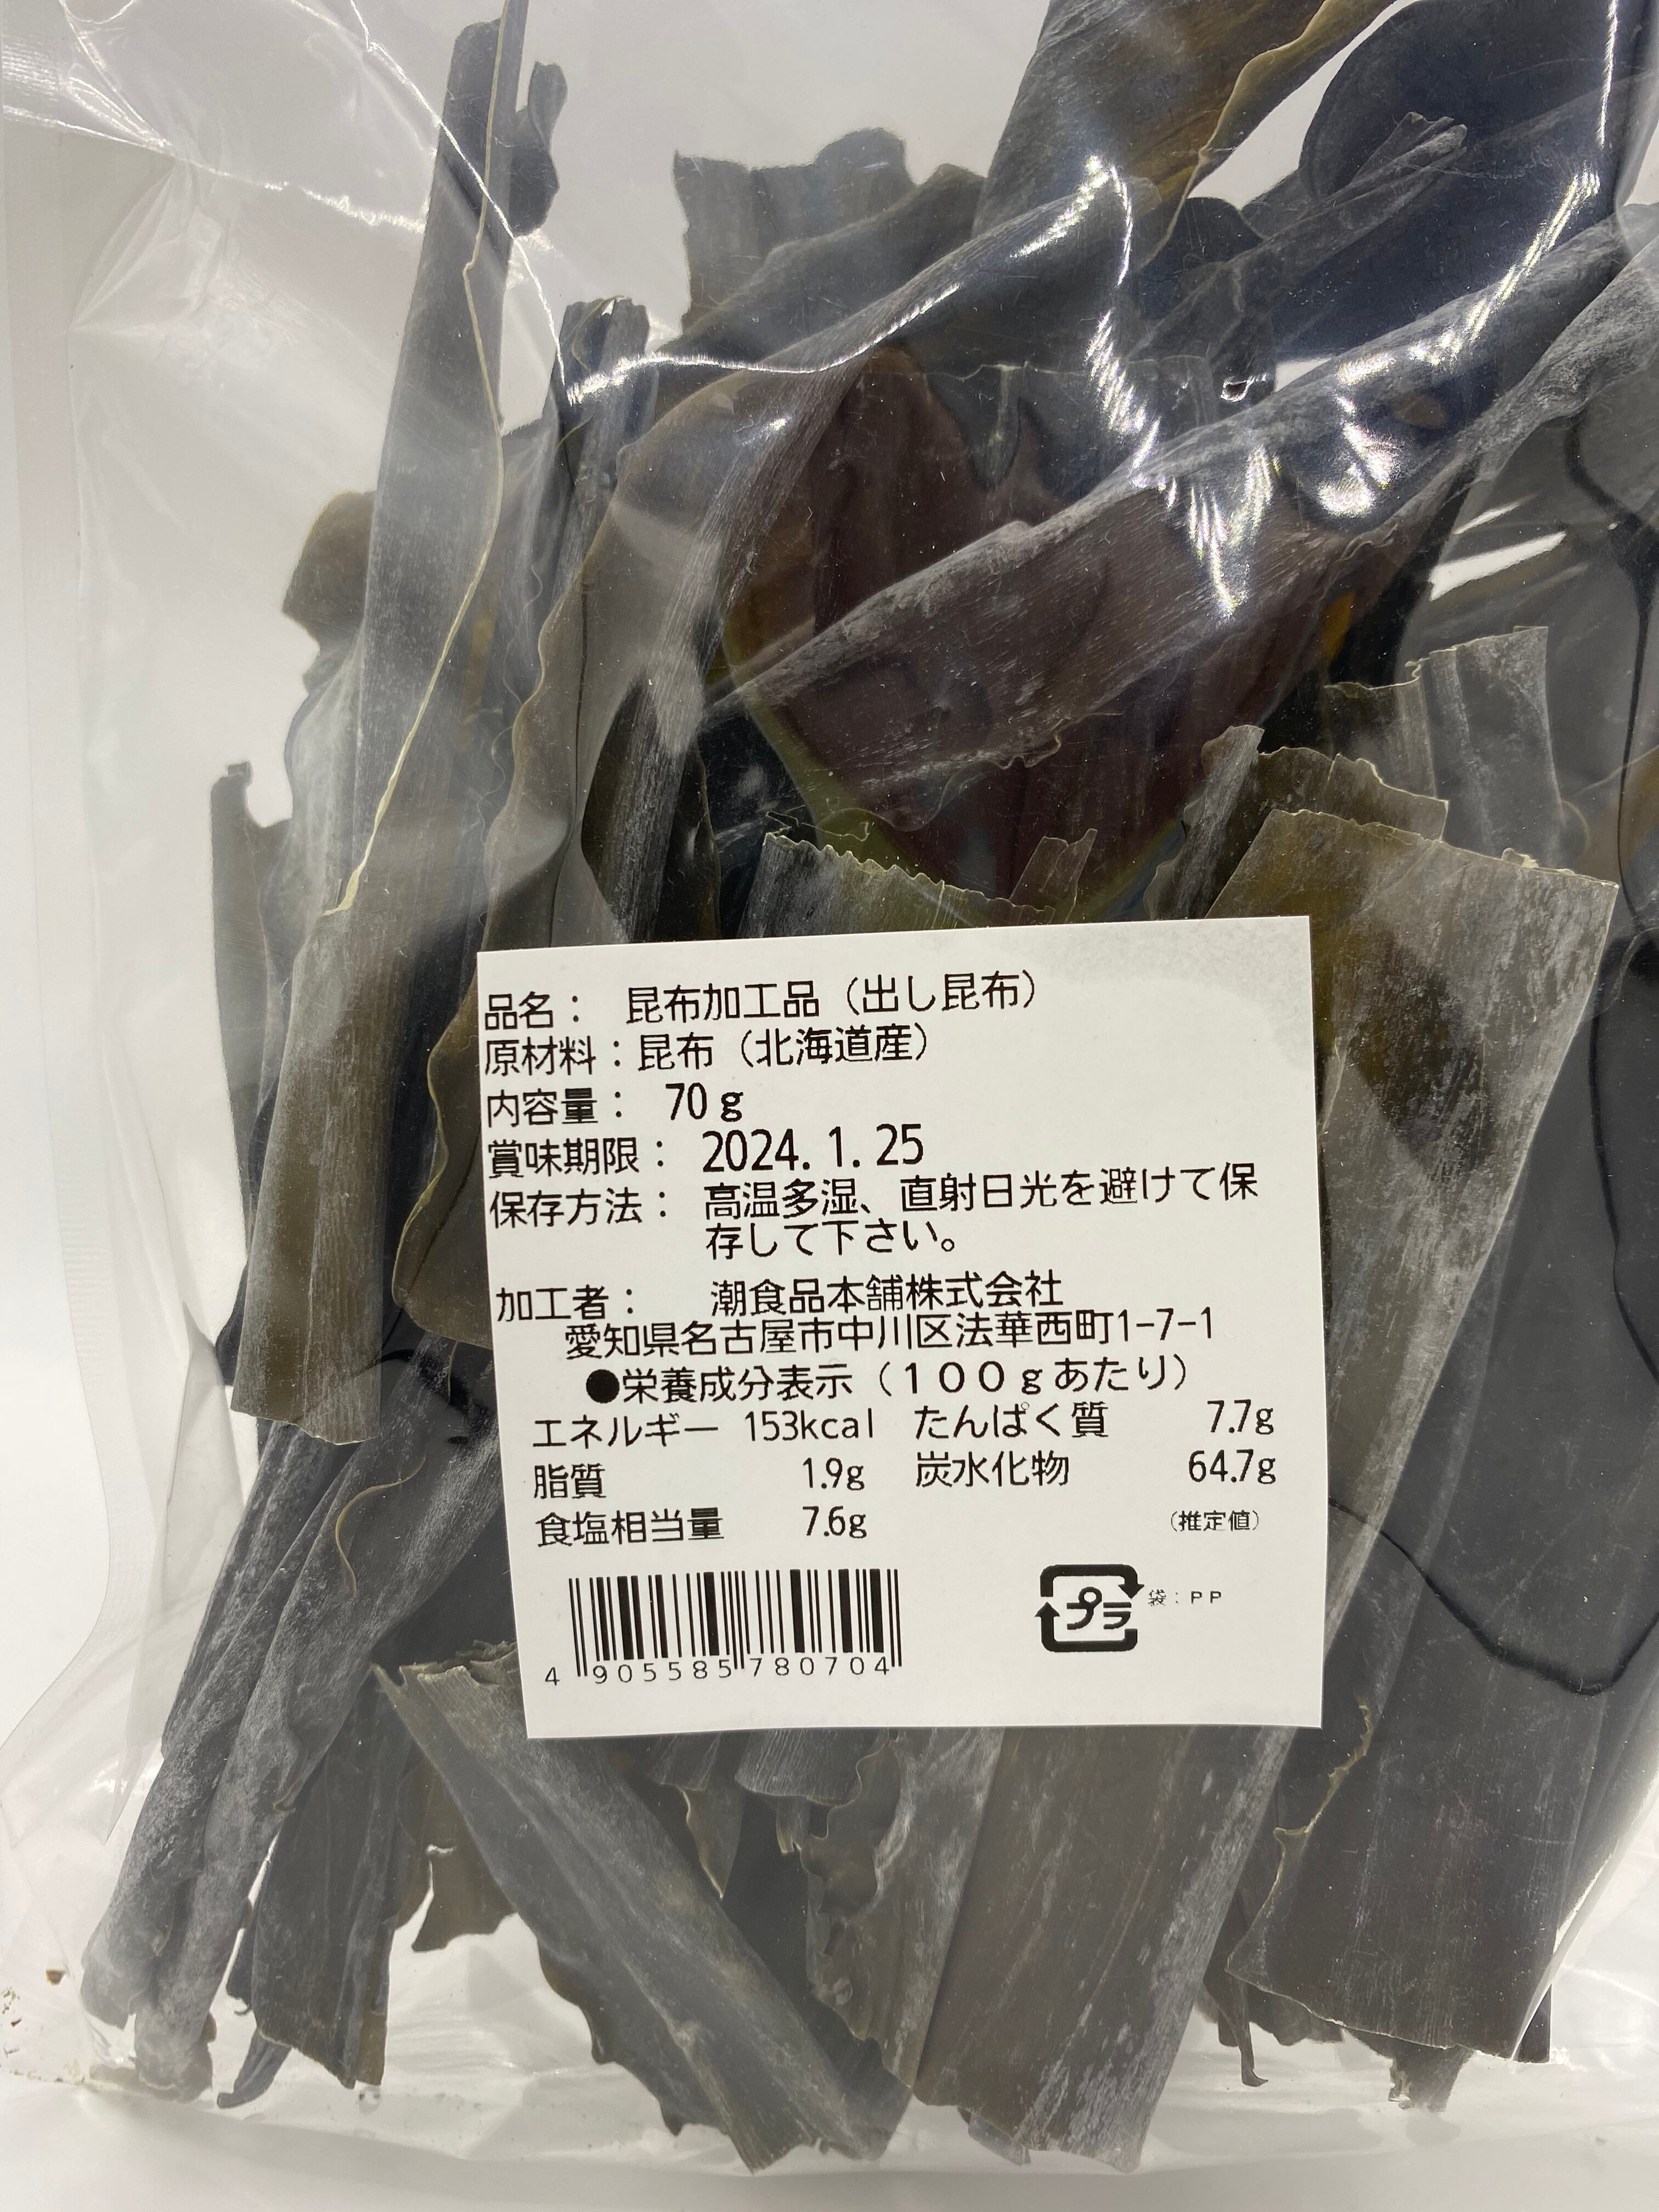 品名： 昆布加工品（出し昆布）
原材料：昆布（北海道産）
内容量： 70g
賞味期限： 2024. 1. 25
保存方法： 高温多湿、直射日光を避けて保
存して下さい。
加工者： 潮食品本舗株式会社
愛知県名古屋市中川区法華西町1-7-1
●栄養成分表示（１００ｇあたり）
エネルギー 153kcal たんぱく質 7.7g
脂質 1.9g 炭水化物 64.7g
食塩相当量 7.6g （推定値）
プラ 袋：PP
4 905585 780704